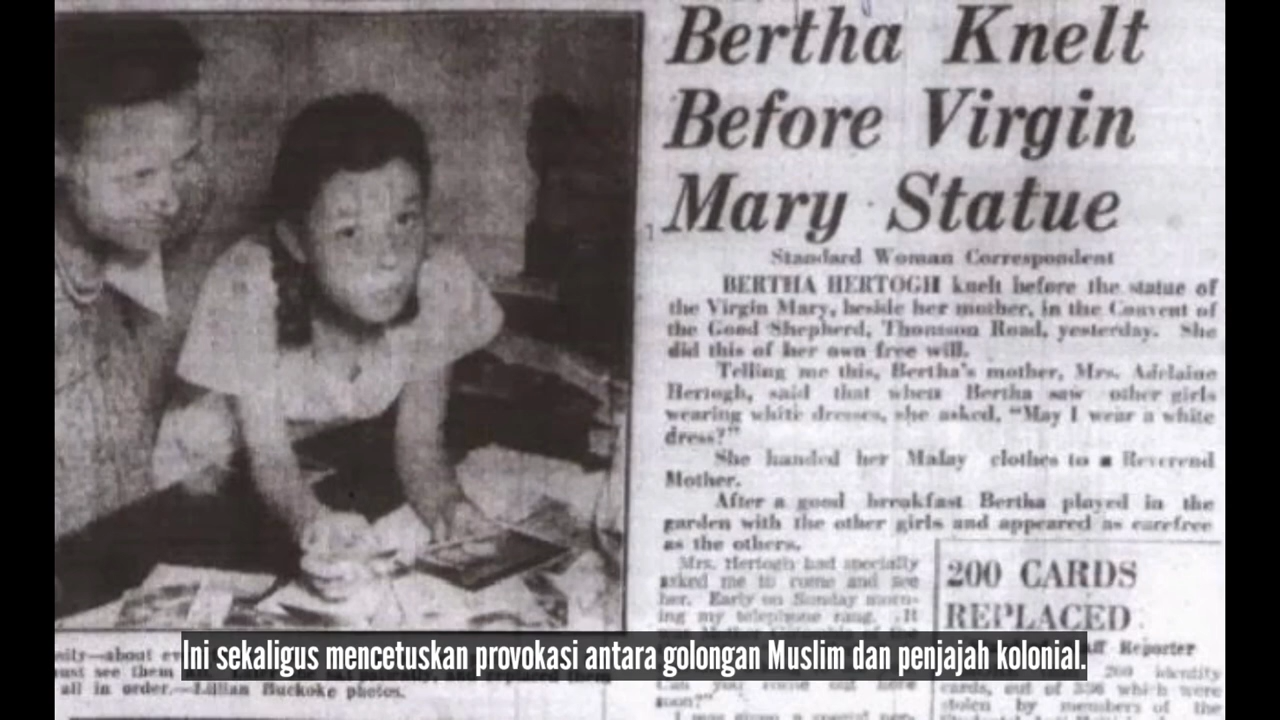 Bertha Knelt
Before Virgin
Mary Statue
Standard Woman Correspondent
BERTHA HERTOGH knelt before the statue of
the Virgin Mary, beside her mother, in the Convent of
the Good Shepherd, Thomson Road, yesterday. She
did this of her own free will.
Telling me this, Bertha's mother, Mrs. Adelaine
Hertogh, said that when Bertha saw other girls
wearing white dresses, she asked, "May I wear a white
dress?"
She handed her Malay clothes to a Reverend
Mother.
After a good breakfast Bertha played in the
garden with the other girls and appeared as carefree
as the others.
Mrs. Hertogh had specially
asked me to come and see
her. Early on Sunday morn-
ing my telephone rang. It
soon?"
200 CARDS
REPLACED
Reporter
200 identity
cards, out of which were
stolen by members of the
about
must see them
all in order.—Lillian Buckoke photos.
Ini sekaligus mencetuskan provokasi antara golongan Muslim dan penjajah kolonial.